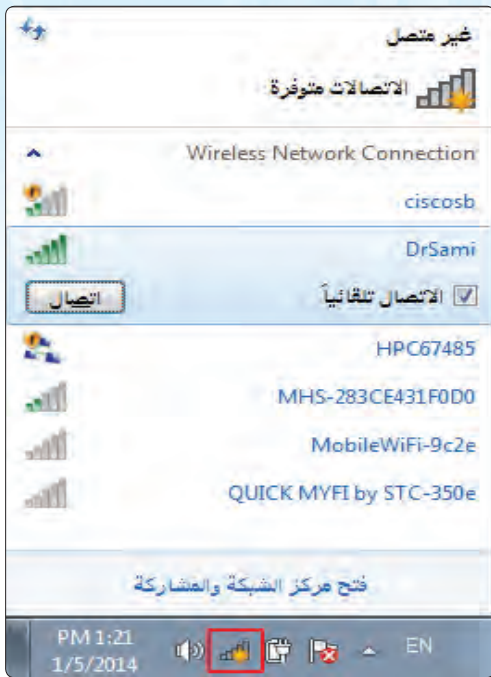 غير متصل
الاتصالات متوفرة
Wireless Network Connection
ciscosb
DrSami
الاتصال تلقائياً
اتصال
HPC67485
MHS-283CE431F0D0
MobileWiFi-9c2e
QUICK MYFI by STC-350e
فتح مركز الشبكة والمشاركة
EN
PM 1:21
1/5/2014